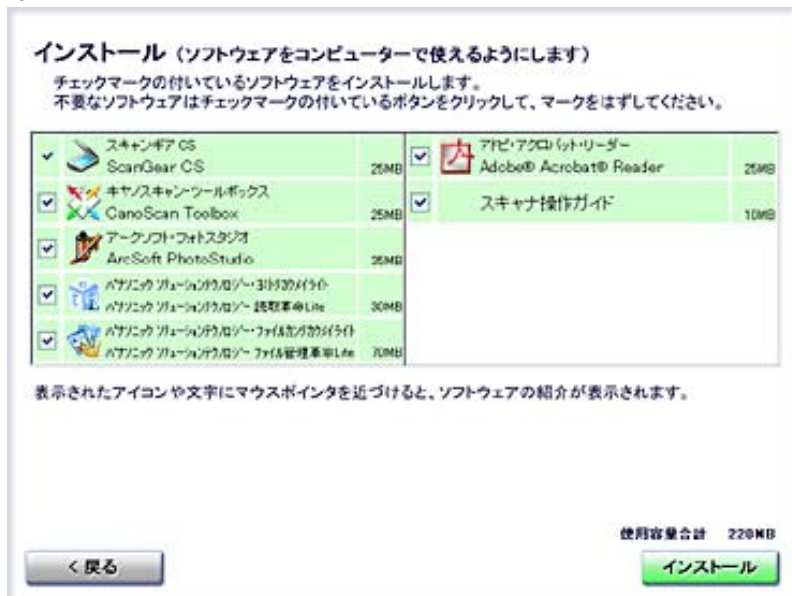 インストール (ソフトウェアをコンピューターで使えるようにします)
チェックマークの付いているソフトウェアをインストールします。
不要なソフトウェアはチェックマークの付いているボタンをクリックして、マークをはずしてください。
スキャンギア CS
ScanGear CS 25MB
キヤノスキャン・ツールボックス
CanoScan Toolbox 25MB
アークソフト・フォトスタジオ
ArcSoft PhotoStudio 35MB
パナソニック ソリューションテクノロジー・ヨミトリカクメイライト
パナソニック ソリューションテクノロジー 読取革命Lite 30MB
パナソニック ソリューションテクノロジー・ファイルカンリカクメイライト
パナソニック ソリューションテクノロジー ファイル管理革命Lite 70MB
アドビ・アクロバット・リーダー
Adobe® Acrobat® Reader 25MB
スキャナ操作ガイド 10MB
表示されたアイコンや文字にマウスポインタを近づけると、ソフトウェアの紹介が表示されます。
使用容量合計 220MB
< 戻る
インストール